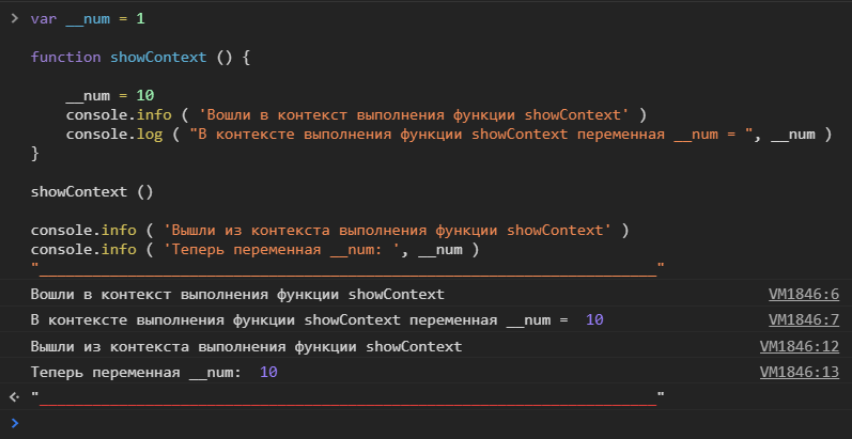 > var __num = 1
function showContext () {
__num = 10
console.info ( 'Вошли в контекст выполнения функции showContext' )
console.log ( "В контексте выполнения функции showContext переменная __num = ", __num )
}
showContext ()
console.info ( 'Вышли из контекста выполнения функции showContext' )
console.info ( 'Теперь переменная __num: ', __num )
"_____________________________________________________________________"
Вошли в контекст выполнения функции showContext VM1846:6
В контексте выполнения функции showContext переменная __num = 10 VM1846:7
Вышли из контекста выполнения функции showContext VM1846:12
Теперь переменная __num: 10 VM1846:13
"_____________________________________________________________________"
>